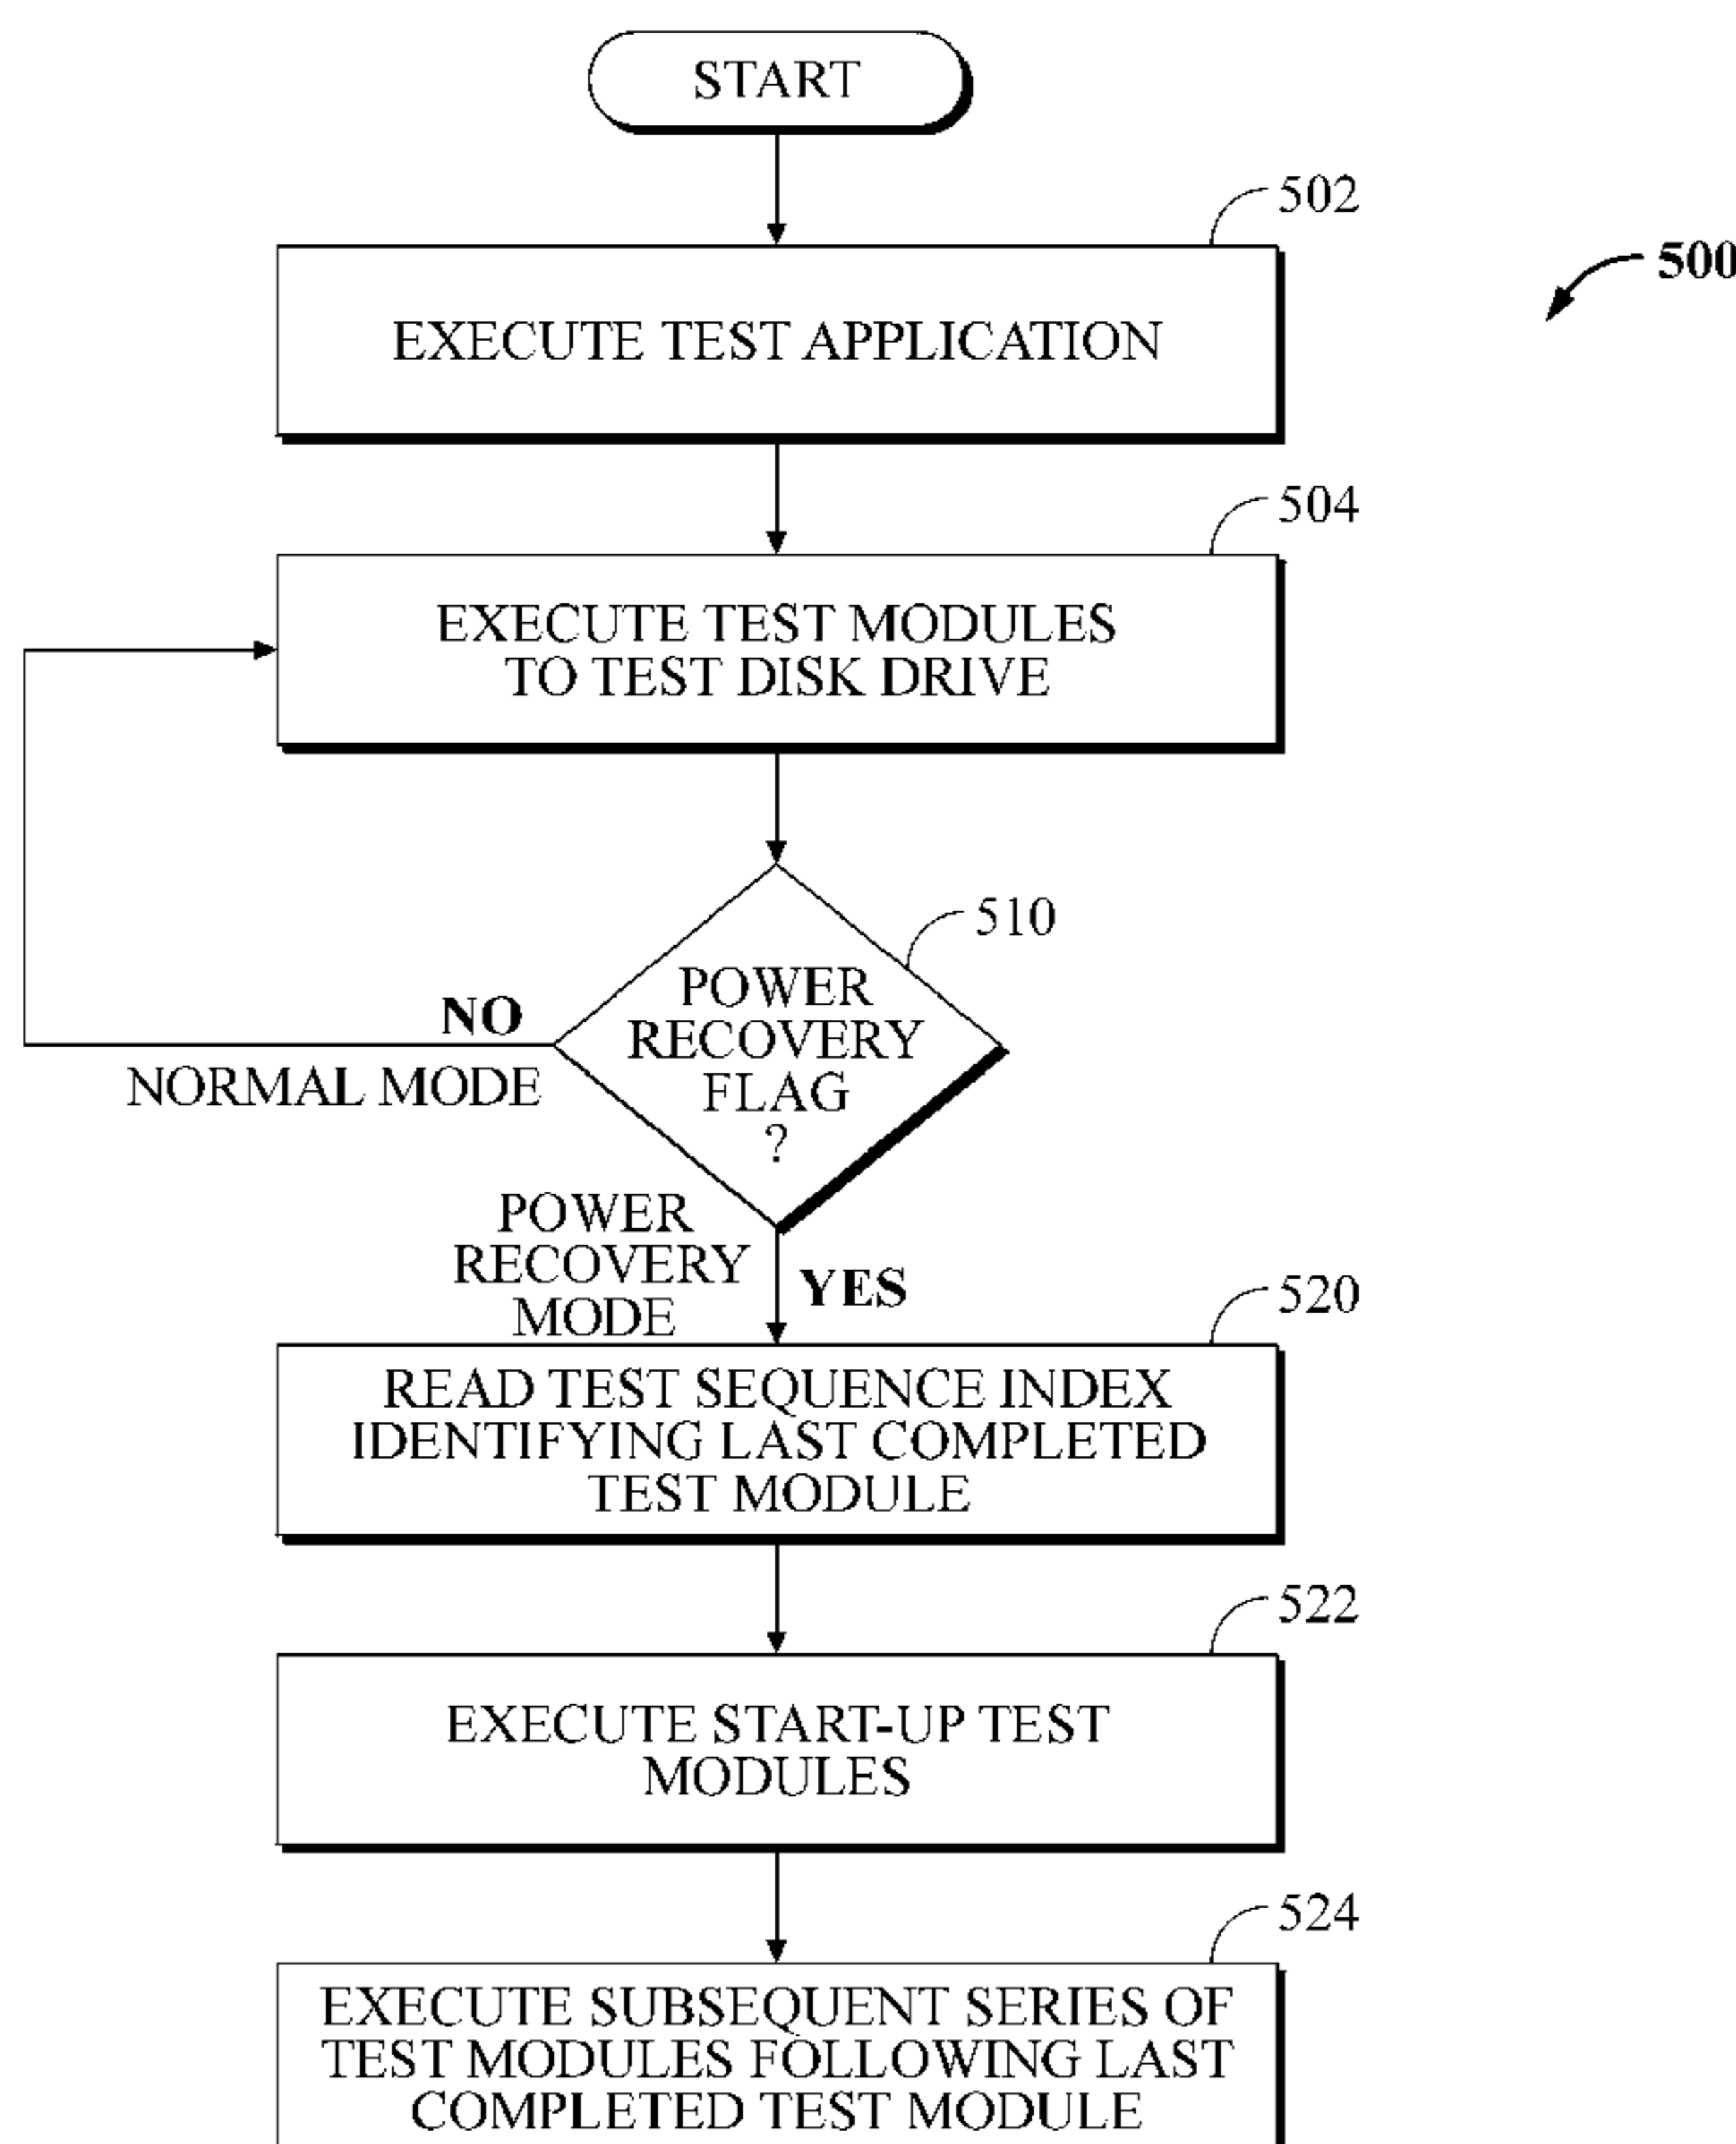 START
502
500
EXECUTE TEST APPLICATION
504
EXECUTE TEST MODULES
TO TEST DISK DRIVE
510
POWER
RECOVERY
FLAG
?
NO
NORMAL MODE
POWER
RECOVERY
MODE
YES
520
READ TEST SEQUENCE INDEX
IDENTIFYING LAST COMPLETED
TEST MODULE
522
EXECUTE START-UP TEST
MODULES
524
EXECUTE SUBSEQUENT SERIES OF
TEST MODULES FOLLOWING LAST
COMPLETED TEST MODULE